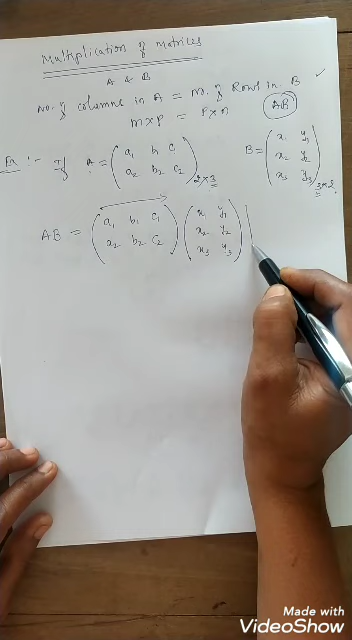 Multiplication of matrices
A & B
No. of columns in A = No. of Rows in B ✓
m×p = p×n AB
Ex :- If A = ( a₁ b₁ c₁ B = ( x₁ y₁
a₂ b₂ c₂ )2×3 x₂ y₂
x₃ y₃ )3×2
AB = ( a₁ b₁ c₁ ) ( x₁ y₁ )
a₂ b₂ c₂ x₂ y₂
x₃ y₃
Made with
VideoShow